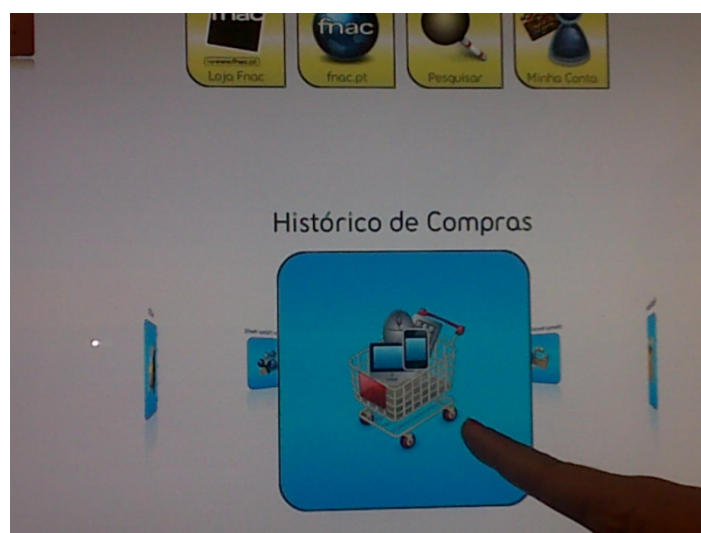 fnac
www.fnac.pt
Loja Fnac
fnac
fnac.pt
Pesquisar
Minha Conta
Histórico de Compras